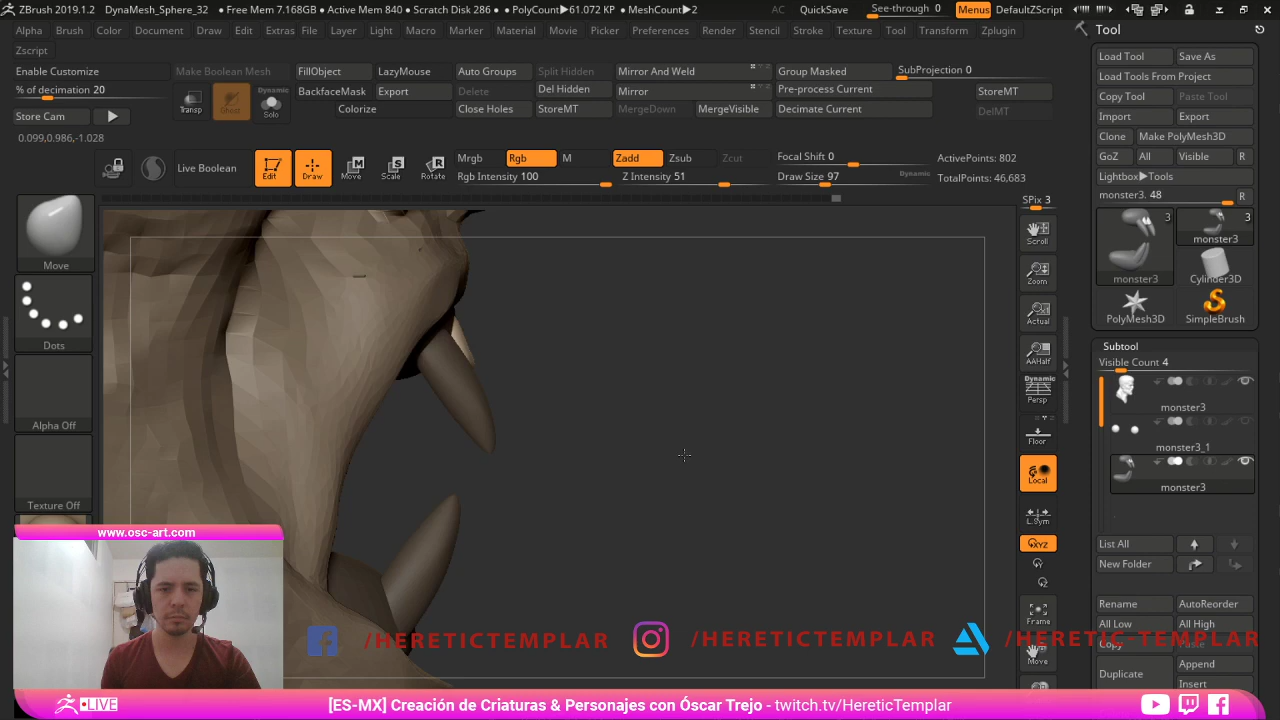 ZBrush 2019.1.2 DynaMesh_Sphere_32 • Free Mem 7.168GB • Active Mem 840 • Scratch Disk 286 • PolyCount▶61.072 KP • MeshCount▶2 AC QuickSave See-through 0 Menus DefaultZScript
Alpha Brush Color Document Draw Edit Extras File Layer Light Macro Marker Material Movie Picker Preferences Render Stencil Stroke Texture Tool Transform Zplugin
Zscript
Enable Customize Make Boolean Mesh FillObject LazyMouse Auto Groups Split Hidden Mirror And Weld Group Masked SubProjection 0
% of decimation 20 Transp Ghost Dynamic Solo BackfaceMask Export Delete Del Hidden Mirror Pre-process Current StoreMT
Store Cam Colorize Close Holes StoreMT MergeDown MergeVisible Decimate Current DelMT
0.099,0.986,-1.028
Live Boolean Edit Draw Move Scale Rotate
Mrgb Rgb M Zadd Zsub Zcut Focal Shift 0 ActivePoints: 802
Rgb Intensity 100 Z Intensity 51 Draw Size 97 Dynamic TotalPoints: 46,683
Move
Dots
Alpha Off
Texture Off
SPix 3
Scroll
Zoom
Actual
AAHalf
Dynamic
Persp
Floor
Local
L.Sym
XYZ
Frame
Move
Tool
Load Tool Save As
Load Tools From Project
Copy Tool Paste Tool
Import Export
Clone Make PolyMesh3D
GoZ All Visible R
Lightbox▶Tools
monster3. 48 R
3 3
monster3
monster3 Cylinder3D
PolyMesh3D SimpleBrush
Subtool
Visible Count 4
monster3
monster3_1
monster3
List All
New Folder
Rename AutoReorder
All Low All High
Copy Paste
Duplicate Append
Insert
www.osc-art.com
/HERETICTEMPLAR /HERETICTEMPLAR /HERETIC-TEMPLAR
LIVE [ES-MX] Creación de Criaturas & Personajes con Óscar Trejo - twitch.tv/HereticTemplar